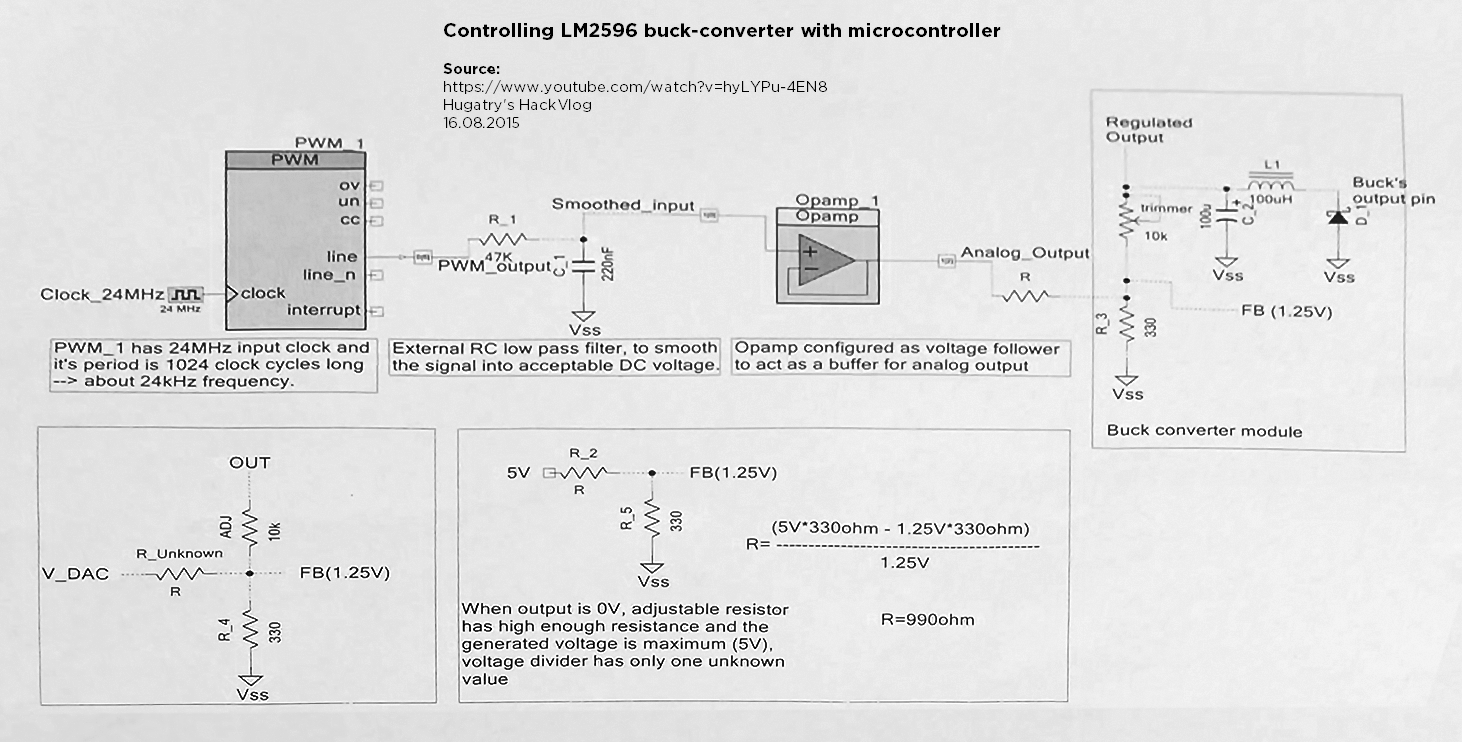 Controlling LM2596 buck-converter with microcontroller
Source:
https://www.youtube.com/watch?v=hyLYPu-4EN8
Hugatry's HackVlog
16.08.2015
PWM_1
PWM
ov
un
cc
line
line_n
interrupt
clock
Clock_24MHz
24 MHz
PWM_output
R_1
47K
Smoothed_input
C_1
220nF
Vss
Opamp_1
Opamp
+
−
Analog_Output
R
Regulated
Output
trimmer
10k
100u
+
C_2
L1
100uH
Buck's
output pin
D_1
Vss
Vss
FB (1.25V)
R_3
330
Vss
Buck converter module
PWM_1 has 24MHz input clock and
it's period is 1024 clock cycles long
--> about 24kHz frequency.
External RC low pass filter, to smooth
the signal into acceptable DC voltage.
Opamp configured as voltage follower
to act as a buffer for analog output
OUT
ADJ
10k
R_Unknown
V_DAC
R
FB(1.25V)
R_4
330
Vss
R_2
5V
R
FB(1.25V)
R_5
330
Vss
(5V*330ohm - 1.25V*330ohm)
R= ------------------------------------
1.25V
R=990ohm
When output is 0V, adjustable resistor
has high enough resistance and the
generated voltage is maximum (5V),
voltage divider has only one unknown
value